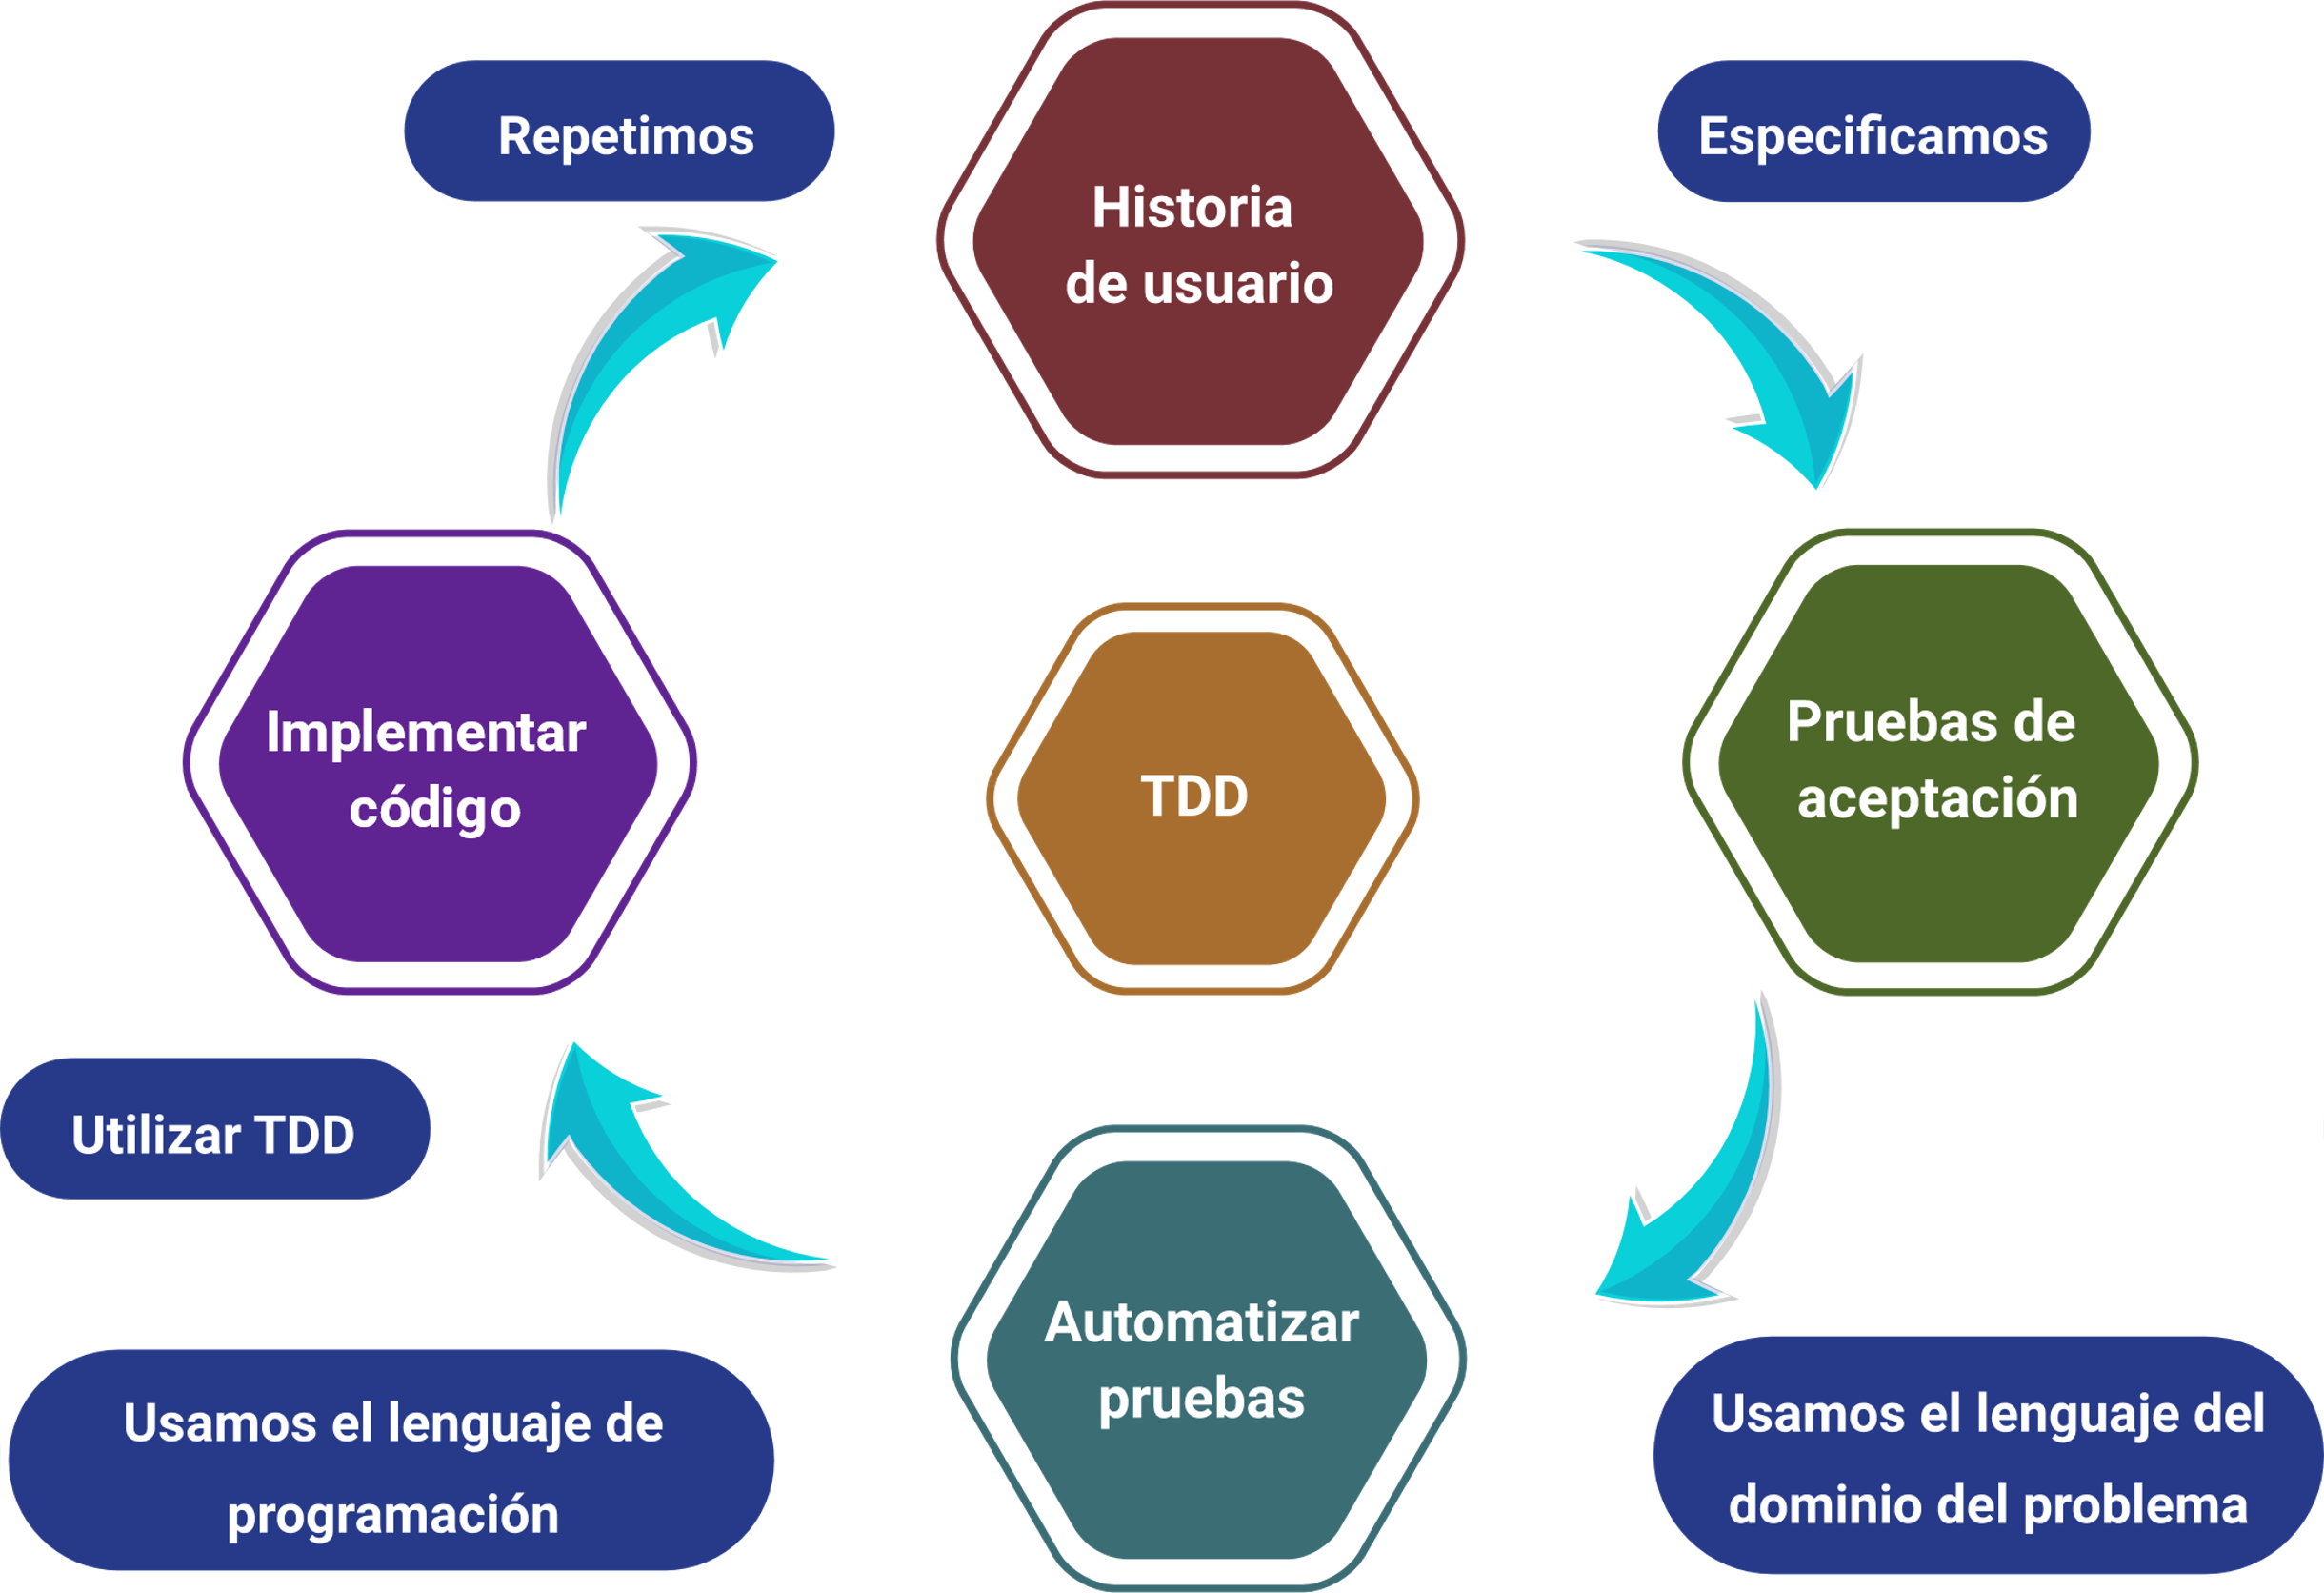 Repetimos
Historia
de usuario
Especificamos
Implementar
código
TDD
Pruebas de
aceptación
Utilizar TDD
Automatizar
pruebas
Usamos el lenguaje de
programación
Usamos el lenguaje del
dominio del problema